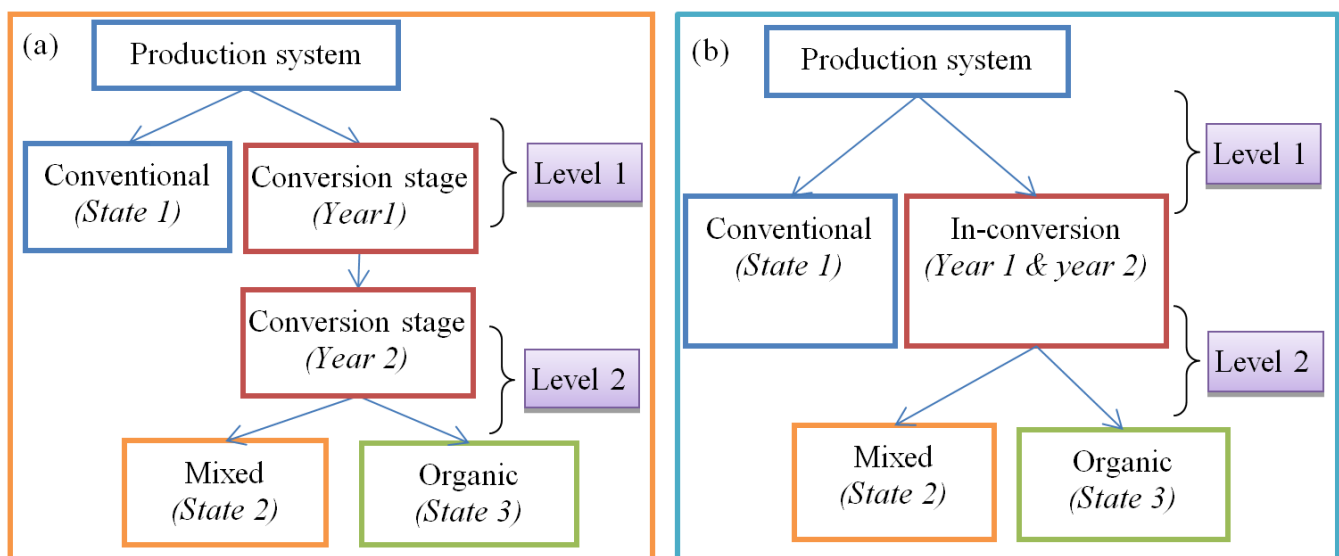 (a)
Production system
Conventional
(State 1)
Conversion stage
(Year1)
Level 1
Conversion stage
(Year 2)
Level 2
Mixed
(State 2)
Organic
(State 3)
(b)
Production system
Level 1
Conventional
(State 1)
In-conversion
(Year 1 & year 2)
Level 2
Mixed
(State 2)
Organic
(State 3)